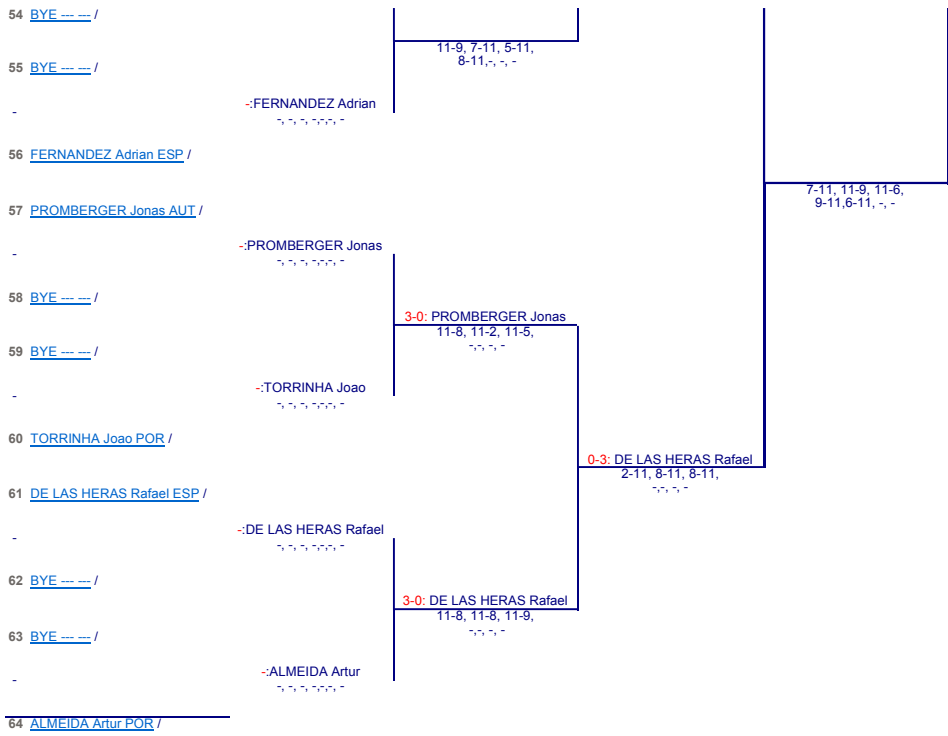 54 BYE --- --- /
11-9, 7-11, 5-11,
8-11,-, -, -
55 BYE --- --- /
-:FERNANDEZ Adrian
-
-, -, -, -,-,-, -
56 FERNANDEZ Adrian ESP /
7-11, 11-9, 11-6,
9-11,6-11, -, -
57 PROMBERGER Jonas AUT /
-:PROMBERGER Jonas
-
-, -, -, -,-,-, -
58 BYE --- --- /
3-0: PROMBERGER Jonas
11-8, 11-2, 11-5,
-,-, -, -
59 BYE --- --- /
-:TORRINHA Joao
-
-, -, -, -,-,-, -
60 TORRINHA Joao POR /
0-3: DE LAS HERAS Rafael
2-11, 8-11, 8-11,
-,-, -, -
61 DE LAS HERAS Rafael ESP /
-:DE LAS HERAS Rafael
-
-, -, -, -,-,-, -
62 BYE --- --- /
3-0: DE LAS HERAS Rafael
11-8, 11-8, 11-9,
-,-, -, -
63 BYE --- --- /
-:ALMEIDA Artur
-
-, -, -, -,-,-, -
64 ALMEIDA Artur POR /